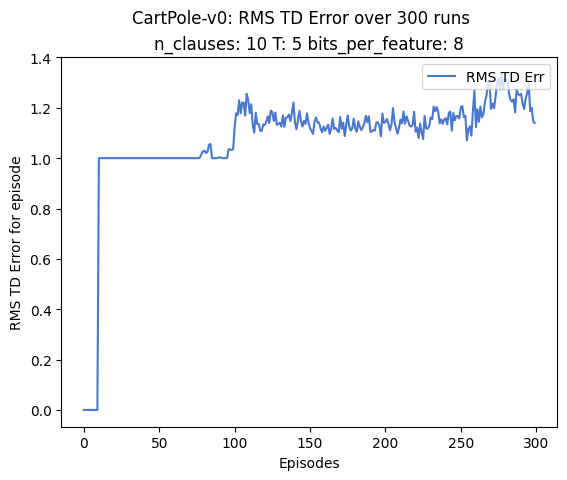 CartPole-v0: RMS TD Error over 300 runs
n_clauses: 10 T: 5 bits_per_feature: 8
RMS TD Err
RMS TD Error for episode
1.4
1.2
1.0
0.8
0.6
0.4
0.2
0.0
0 50 100 150 200 250 300
Episodes